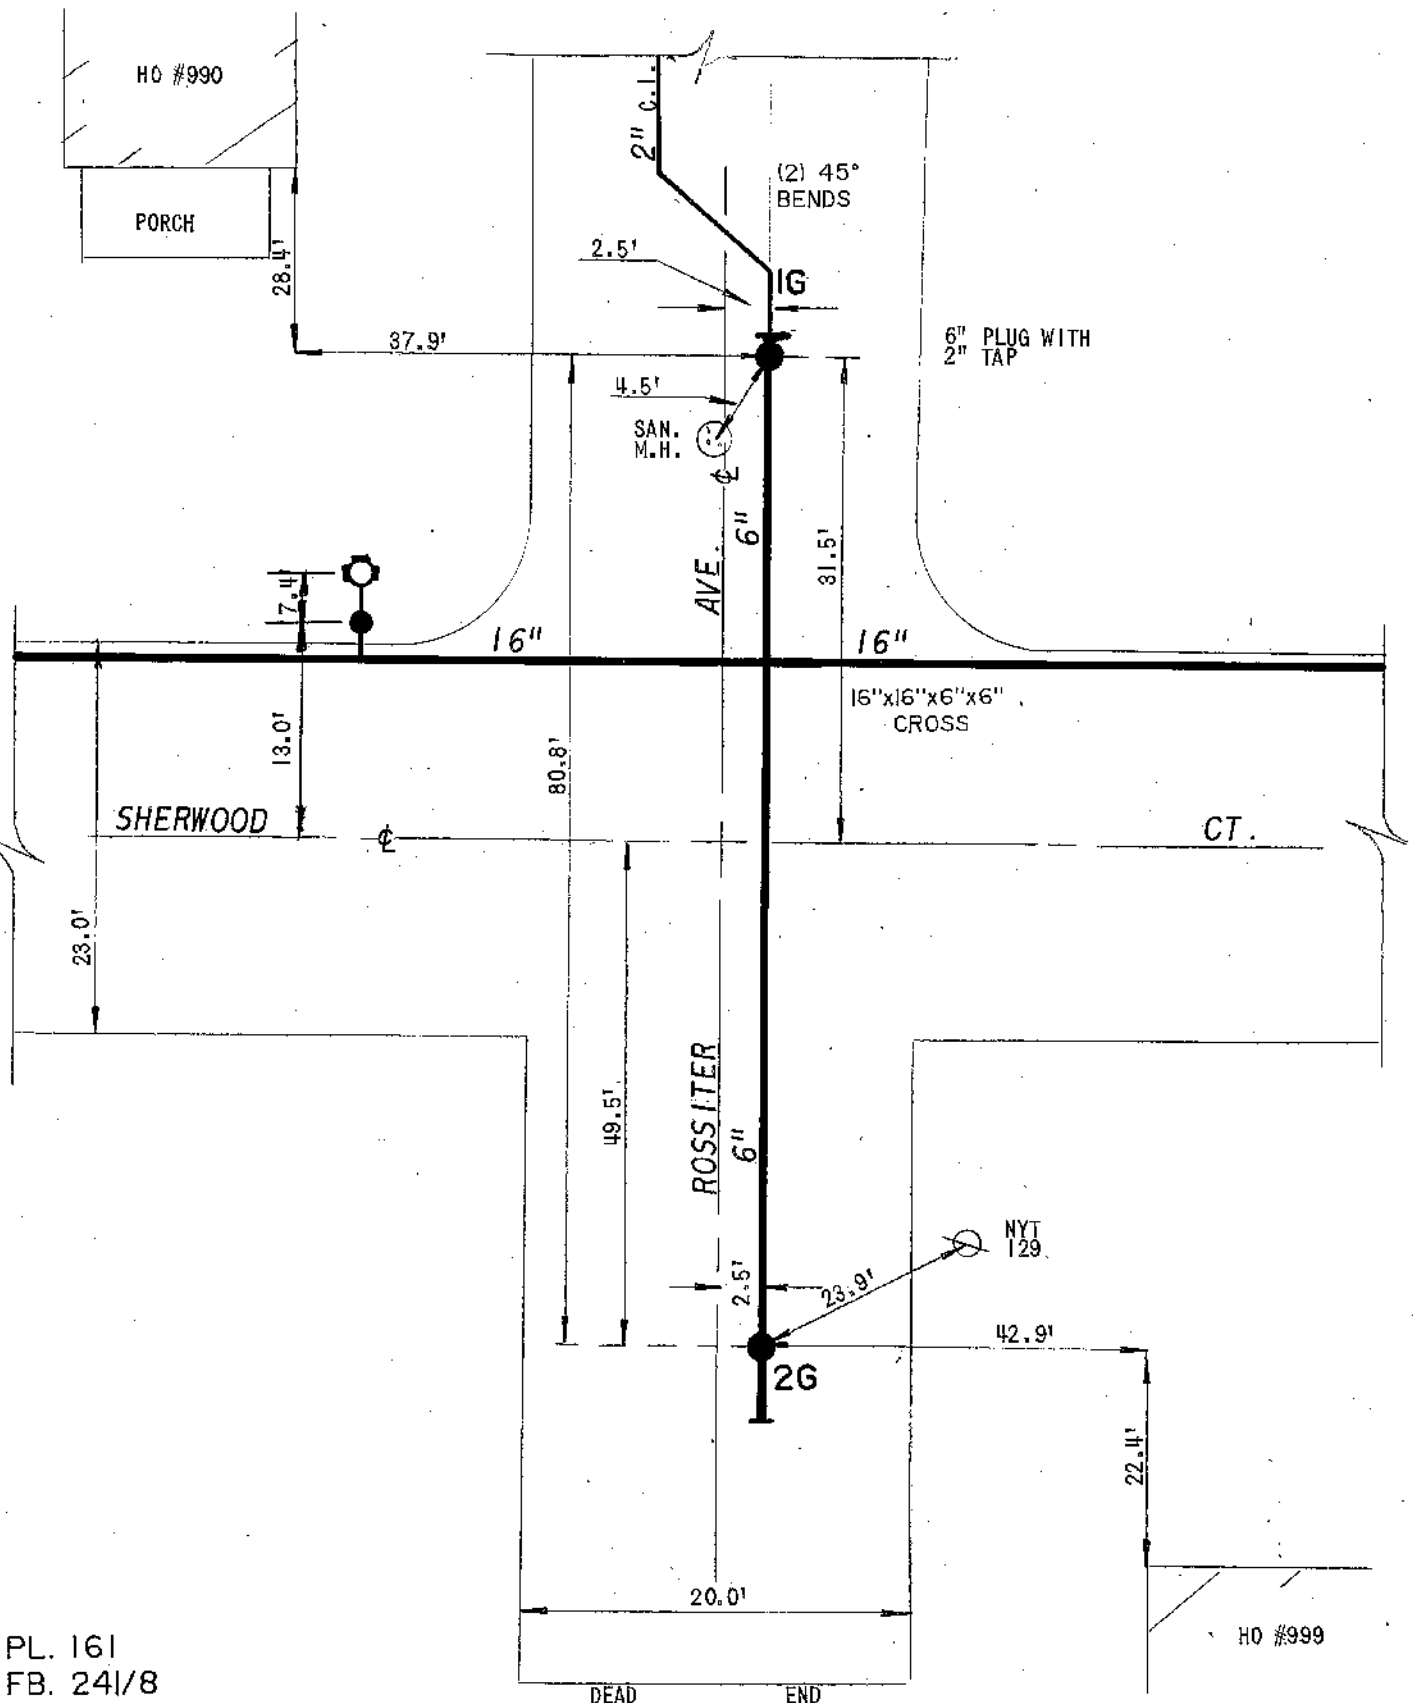 HO #990
2" C.I.
(2) 45°
BENDS
PORCH
2.5'
28.4'
1G
37.9'
6" PLUG WITH
2" TAP
4.5'
SAN.
M.H.
℄
6"
31.5'
AVE.
7.4'
16"
16"
16"x16"x6"x6"
CROSS
13.0'
80.8'
SHERWOOD
℄
CT.
23.0'
49.5'
ROSSITER
6"
NYT
129
2.5'
23.9'
42.9'
2G
22.4'
20.0'
HO #999
PL. 161
FB. 241/8
DEAD END